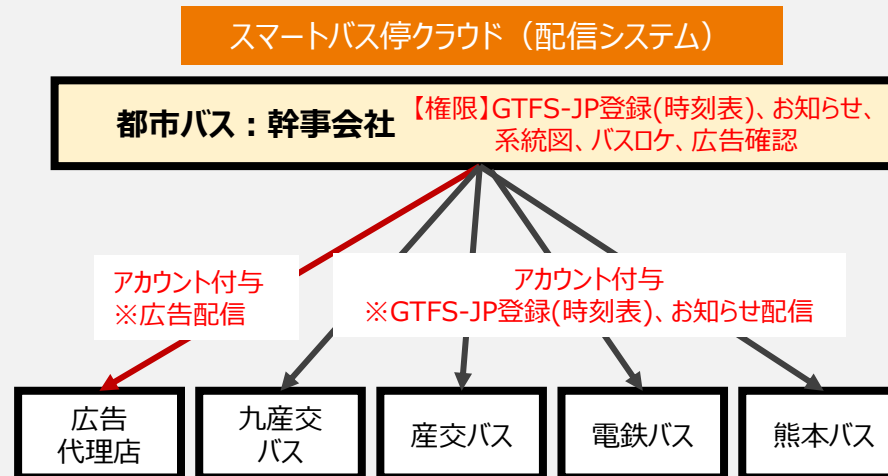 スマートバス停クラウド（配信システム）
都市バス：幹事会社
【権限】GTFS-JP登録(時刻表)、お知らせ、
系統図、バスロケ、広告確認
アカウント付与
※広告配信
アカウント付与
※GTFS-JP登録(時刻表)、お知らせ配信
広告
代理店
九産交
バス
産交バス
電鉄バス
熊本バス